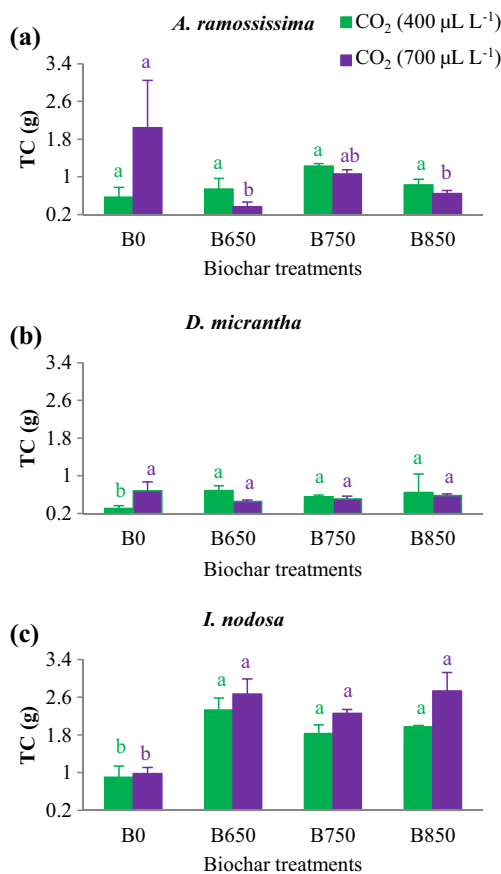 (a)
A. ramossissima
CO2 (400 µL L-1)
CO2 (700 µL L-1)
TC (g)
3.4
2.6
1.8
1
0.2
a
a
a
b
a
ab
a
b
B0 B650 B750 B850
Biochar treatments
(b)
D. micrantha
TC (g)
3.4
2.6
1.8
1
0.2
b
a
a
a
a
a
a
a
B0 B650 B750 B850
Biochar treatments
(c)
I. nodosa
TC (g)
3.4
2.6
1.8
1
0.2
b
b
a
a
a
a
a
a
B0 B650 B750 B850
Biochar treatments